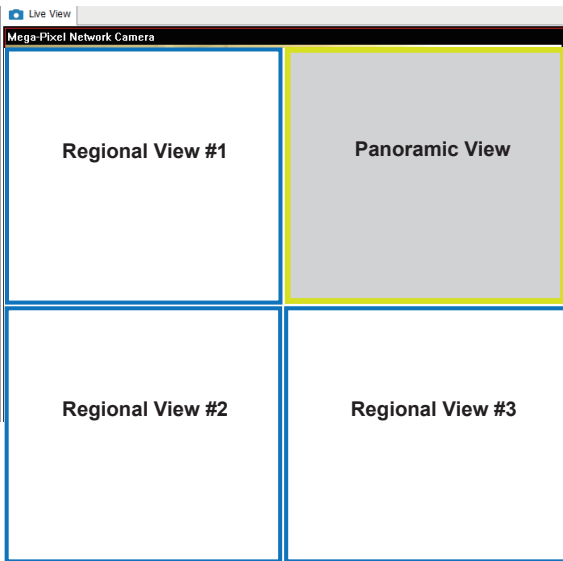 Live View
Mega-Pixel Network Camera
Regional View #1
Panoramic View
Regional View #2
Regional View #3